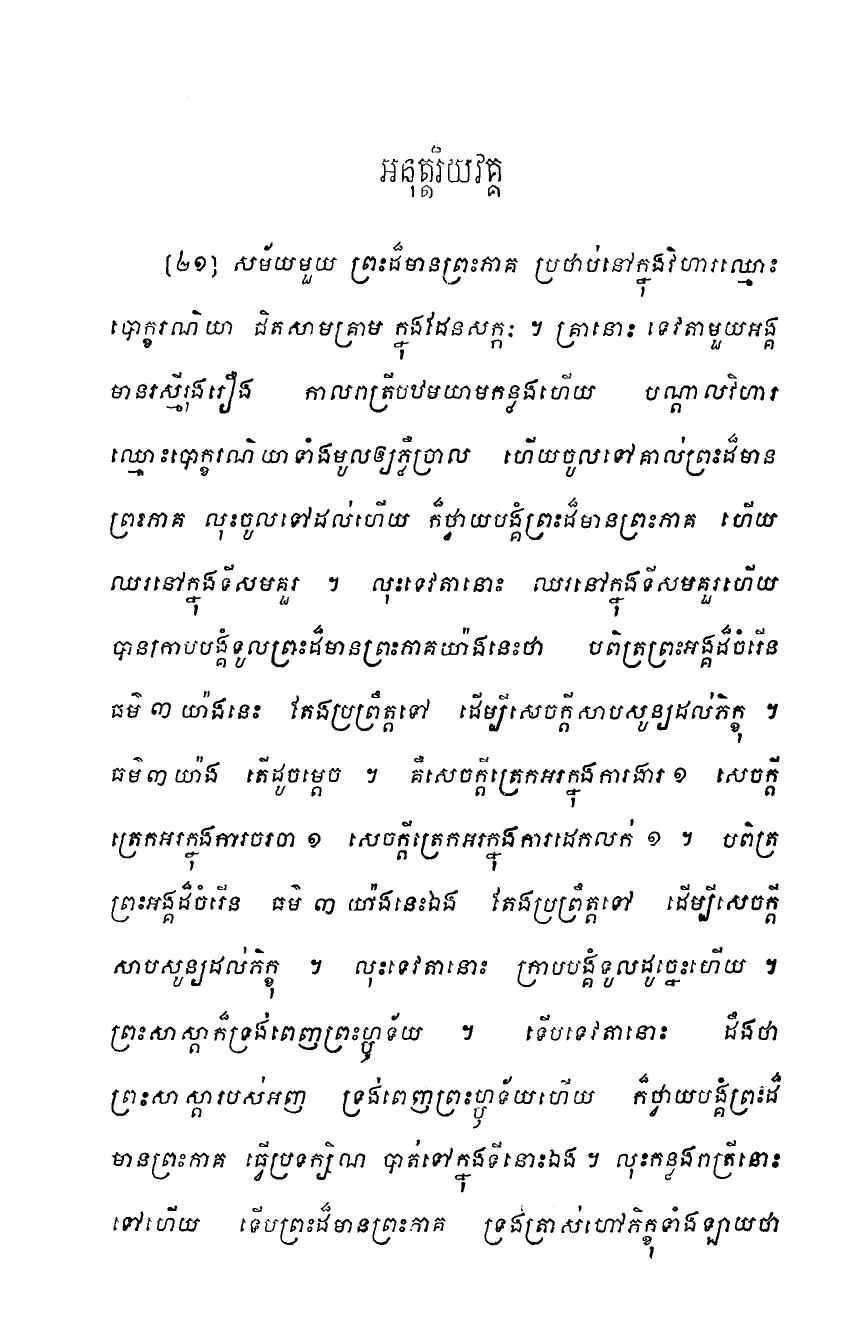 អនុត្តរិយវគ្គ
[២១] សម័យមួយ ព្រះដ៏មានព្រះភាគ ប្រថាប់នៅក្នុងវិហារឈ្មោះ
បោក្ខរណិយា ជិតសាមគ្រាម ក្នុងដែនសក្កៈ ។ គ្រានោះ ទេវតាមួយអង្គ
មានរស្មីរុងរឿង កាលរាត្រីបឋមយាមកន្លងហើយ បណ្តាលវិហារ
ឈ្មោះបោក្ខរណិយាទាំងមូលឲ្យភ្លឺច្រាល ហើយចូលទៅគាល់ព្រះដ៏មាន
ព្រះភាគ លុះចូលទៅដល់ហើយ ក៏ថ្វាយបង្គំព្រះដ៏មានព្រះភាគ ហើយ
ឈរនៅក្នុងទីសមគួរ ។ លុះទេវតានោះ ឈរនៅក្នុងទីសមគួរហើយ
បានក្រាបបង្គំទូលព្រះដ៏មានព្រះភាគយ៉ាងនេះថា បពិត្រព្រះអង្គដ៏ចំរើន
ធម៌ ៣ យ៉ាងនេះ តែងប្រព្រឹត្តទៅ ដើម្បីសេចក្តីសាបសូន្យដល់ភិក្ខុ ។
ធម៌៣ យ៉ាង តើដូចម្តេច ។ គឺសេចក្តីត្រេកអរក្នុងការងារ ១ សេចក្តី
ត្រេកអរក្នុងការចរចា ១ សេចក្តីត្រេកអរក្នុងការដេកលក់ ១ ។ បពិត្រ
ព្រះអង្គដ៏ចំរើន ធម៌ ៣ យ៉ាងនេះឯង តែងប្រព្រឹត្តទៅ ដើម្បីសេចក្តី
សាបសូន្យដល់ភិក្ខុ ។ លុះទេវតានោះ ក្រាបបង្គំទូលដូច្នេះហើយ ។
ព្រះសាស្តាក៏ទ្រង់ពេញព្រះហ្ឫទ័យ ។ ទើបទេវតានោះ ដឹងថា
ព្រះសាស្តារបស់អញ ទ្រង់ពេញព្រះហ្ឫទ័យហើយ ក៏ថ្វាយបង្គំព្រះដ៏
មានព្រះភាគ ធ្វើប្រទក្សិណ បាត់ទៅក្នុងទីនោះឯង ។ លុះកន្លងរាត្រីនោះ
ទៅហើយ ទើបព្រះដ៏មានព្រះភាគ ទ្រង់ត្រាស់ហៅភិក្ខុទាំងឡាយថា